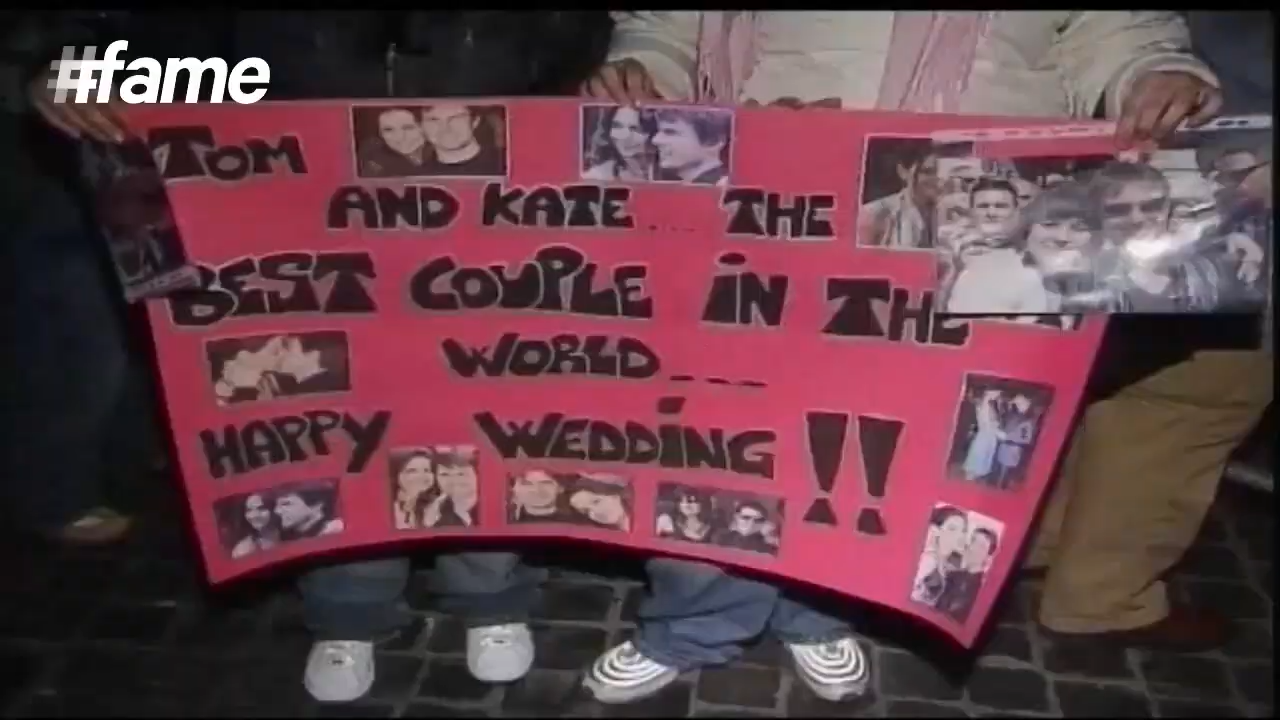 #fame
TOM
AND KATE.... THE
BEST COUPLE IN THE
WORLD....
HAPPY WEDDING!!